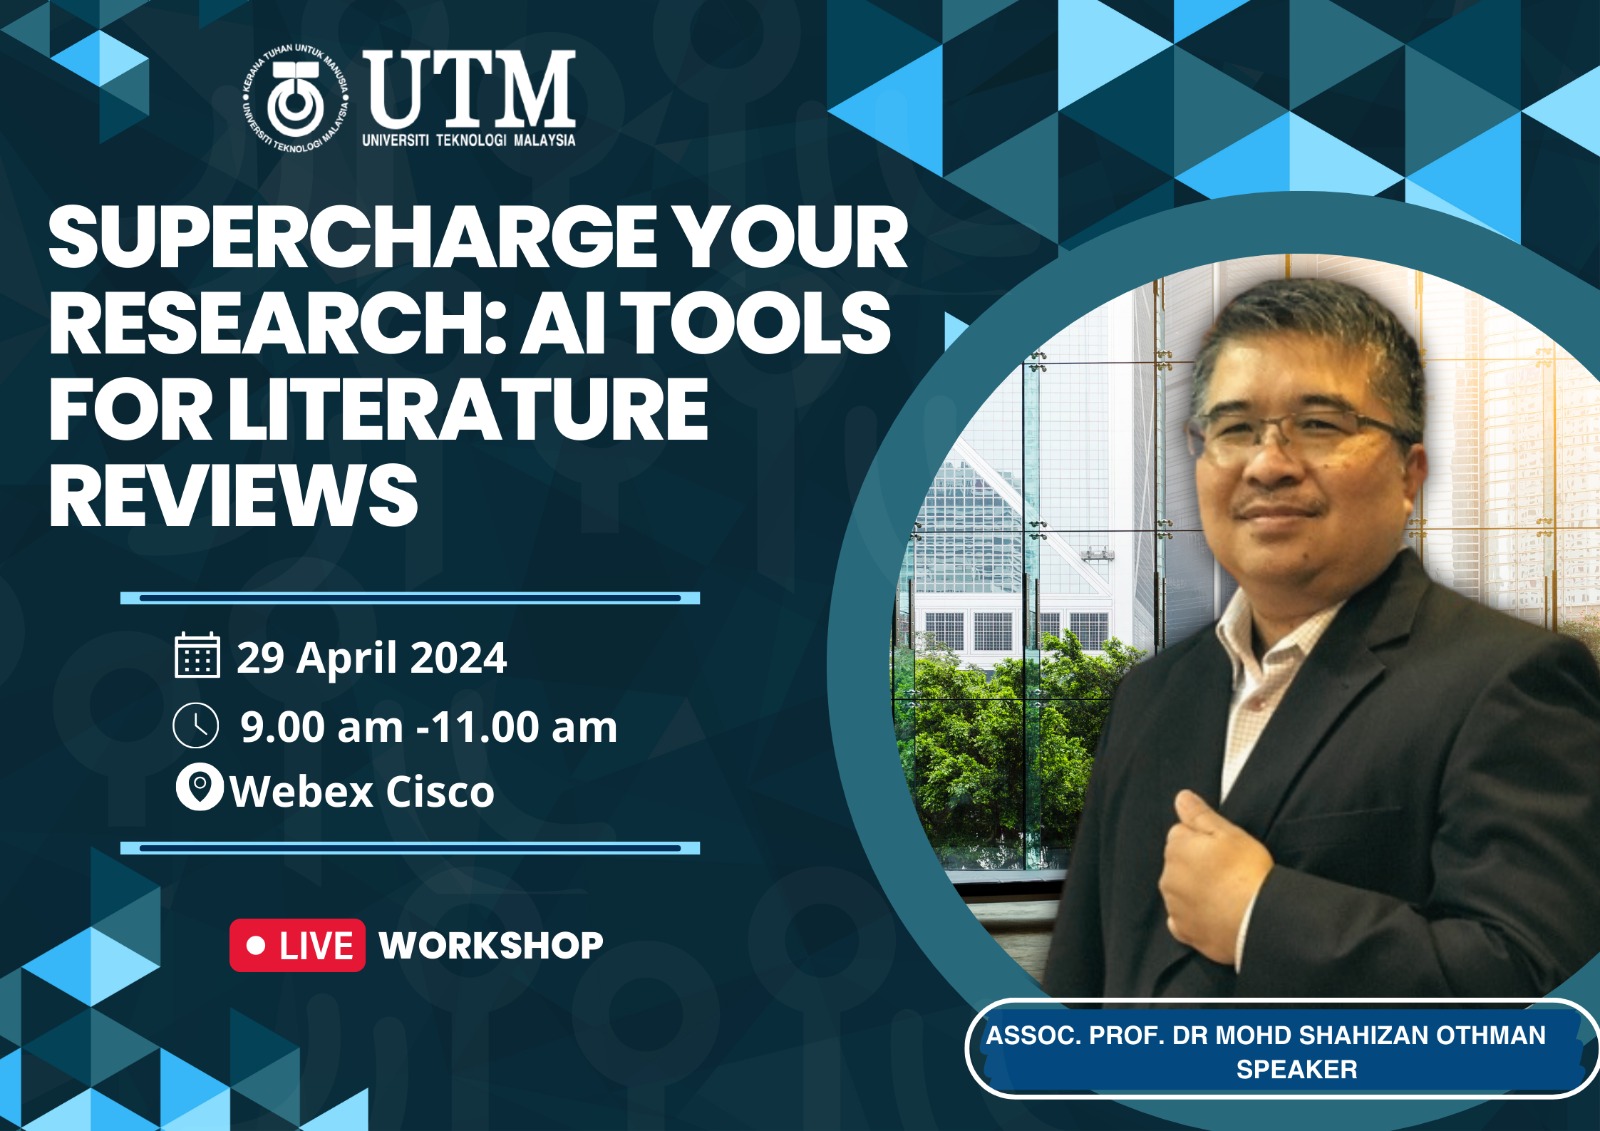 KERANA TUHAN UNTUK MANUSIA
UNIVERSITI TEKNOLOGI MALAYSIA
UTM
UNIVERSITI TEKNOLOGI MALAYSIA
SUPERCHARGE YOUR
RESEARCH: AI TOOLS
FOR LITERATURE
REVIEWS
29 April 2024
9.00 am -11.00 am
Webex Cisco
LIVE WORKSHOP
ASSOC. PROF. DR MOHD SHAHIZAN OTHMAN
SPEAKER